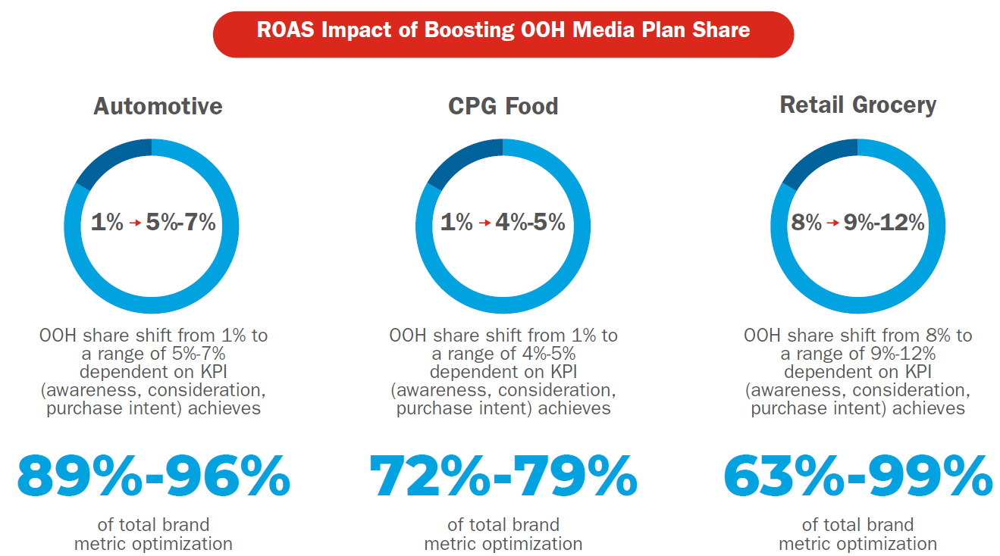 ROAS Impact of Boosting OOH Media Plan Share
Automotive
1% → 5%-7%
OOH share shift from 1% to
a range of 5%-7%
dependent on KPI
(awareness, consideration,
purchase intent) achieves
89%-96%
of total brand
metric optimization
CPG Food
1% → 4%-5%
OOH share shift from 1% to
a range of 4%-5%
dependent on KPI
(awareness, consideration,
purchase intent) achieves
72%-79%
of total brand
metric optimization
Retail Grocery
8% → 9%-12%
OOH share shift from 8% to
a range of 9%-12%
dependent on KPI
(awareness, consideration,
purchase intent) achieves
63%-99%
of total brand
metric optimization